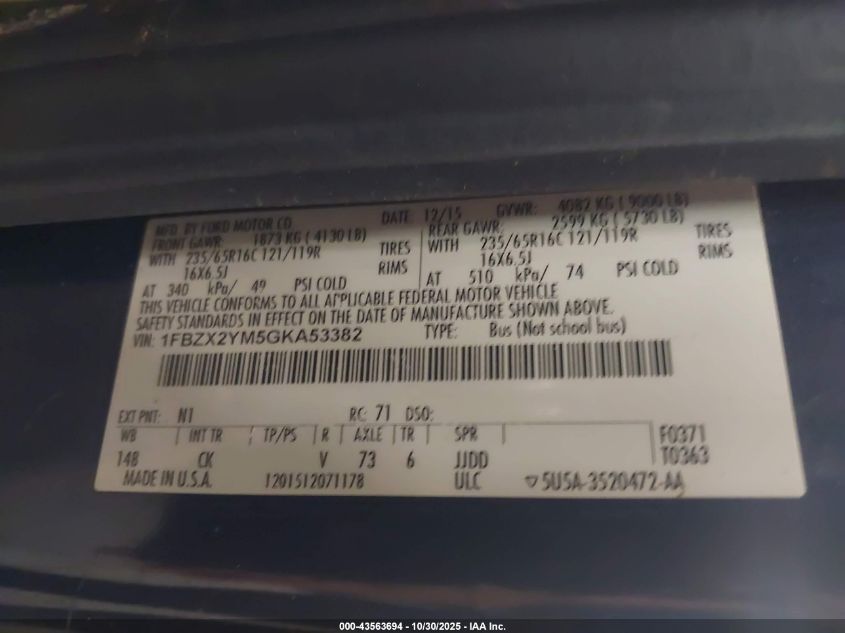 MFD. BY FORD MOTOR CO. DATE: 12/15 GVWR: 4082 KG ( 9000 LB)
FRONT GAWR: 1873 KG ( 4130 LB) REAR GAWR: 2599 KG ( 5730 LB)
WITH 235/65R16C 121/119R TIRES WITH 235/65R16C 121/119R TIRES
16X6.5J RIMS 16X6.5J RIMS
AT 340 kPa/ 49 PSI COLD AT 510 kPa/ 74 PSI COLD
THIS VEHICLE CONFORMS TO ALL APPLICABLE FEDERAL MOTOR VEHICLE
SAFETY STANDARDS IN EFFECT ON THE DATE OF MANUFACTURE SHOWN ABOVE.
VIN: 1FBZX2YM5GKA53382 TYPE: Bus (Not school bus)
EXT PNT: N1 RC: 71 DSO:
WB INT TR TP/PS R AXLE TR SPR F0371
148 CK V 73 6 JJDD T0363
MADE IN U.S.A. 1201512071178 ULC 5U5A-3520472-AA
000-43563694 - 10/30/2025 - IAA Inc.